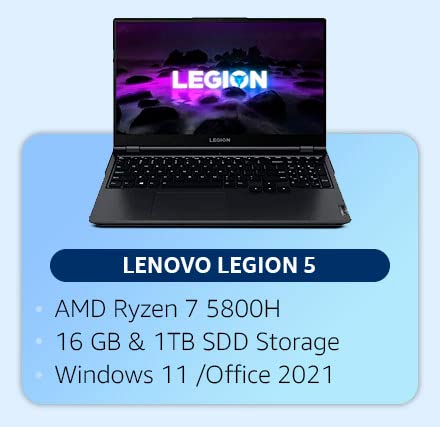 LEGION
LEGION
LENOVO LEGION 5
AMD Ryzen 7 5800H
16 GB & 1TB SDD Storage
Windows 11 /Office 2021